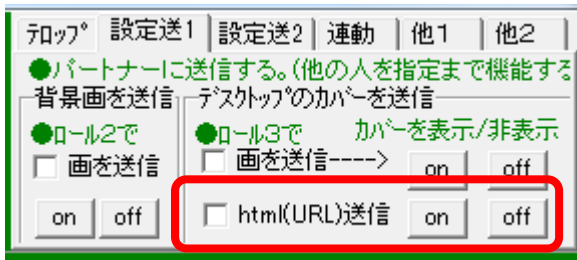 ﾃﾛｯﾌﾟ 設定送1 設定送2 連動 他1 他2
●パートナーに送信する。(他の人を指定まで機能する
背景画を送信 ﾃﾞｽｸﾄｯﾌﾟのｶﾊﾞｰを送信
●ﾛｰﾙ2で ●ﾛｰﾙ3で ｶﾊﾞｰを表示/非表示
画を送信 画を送信----> on off
on off html(URL)送信 on off